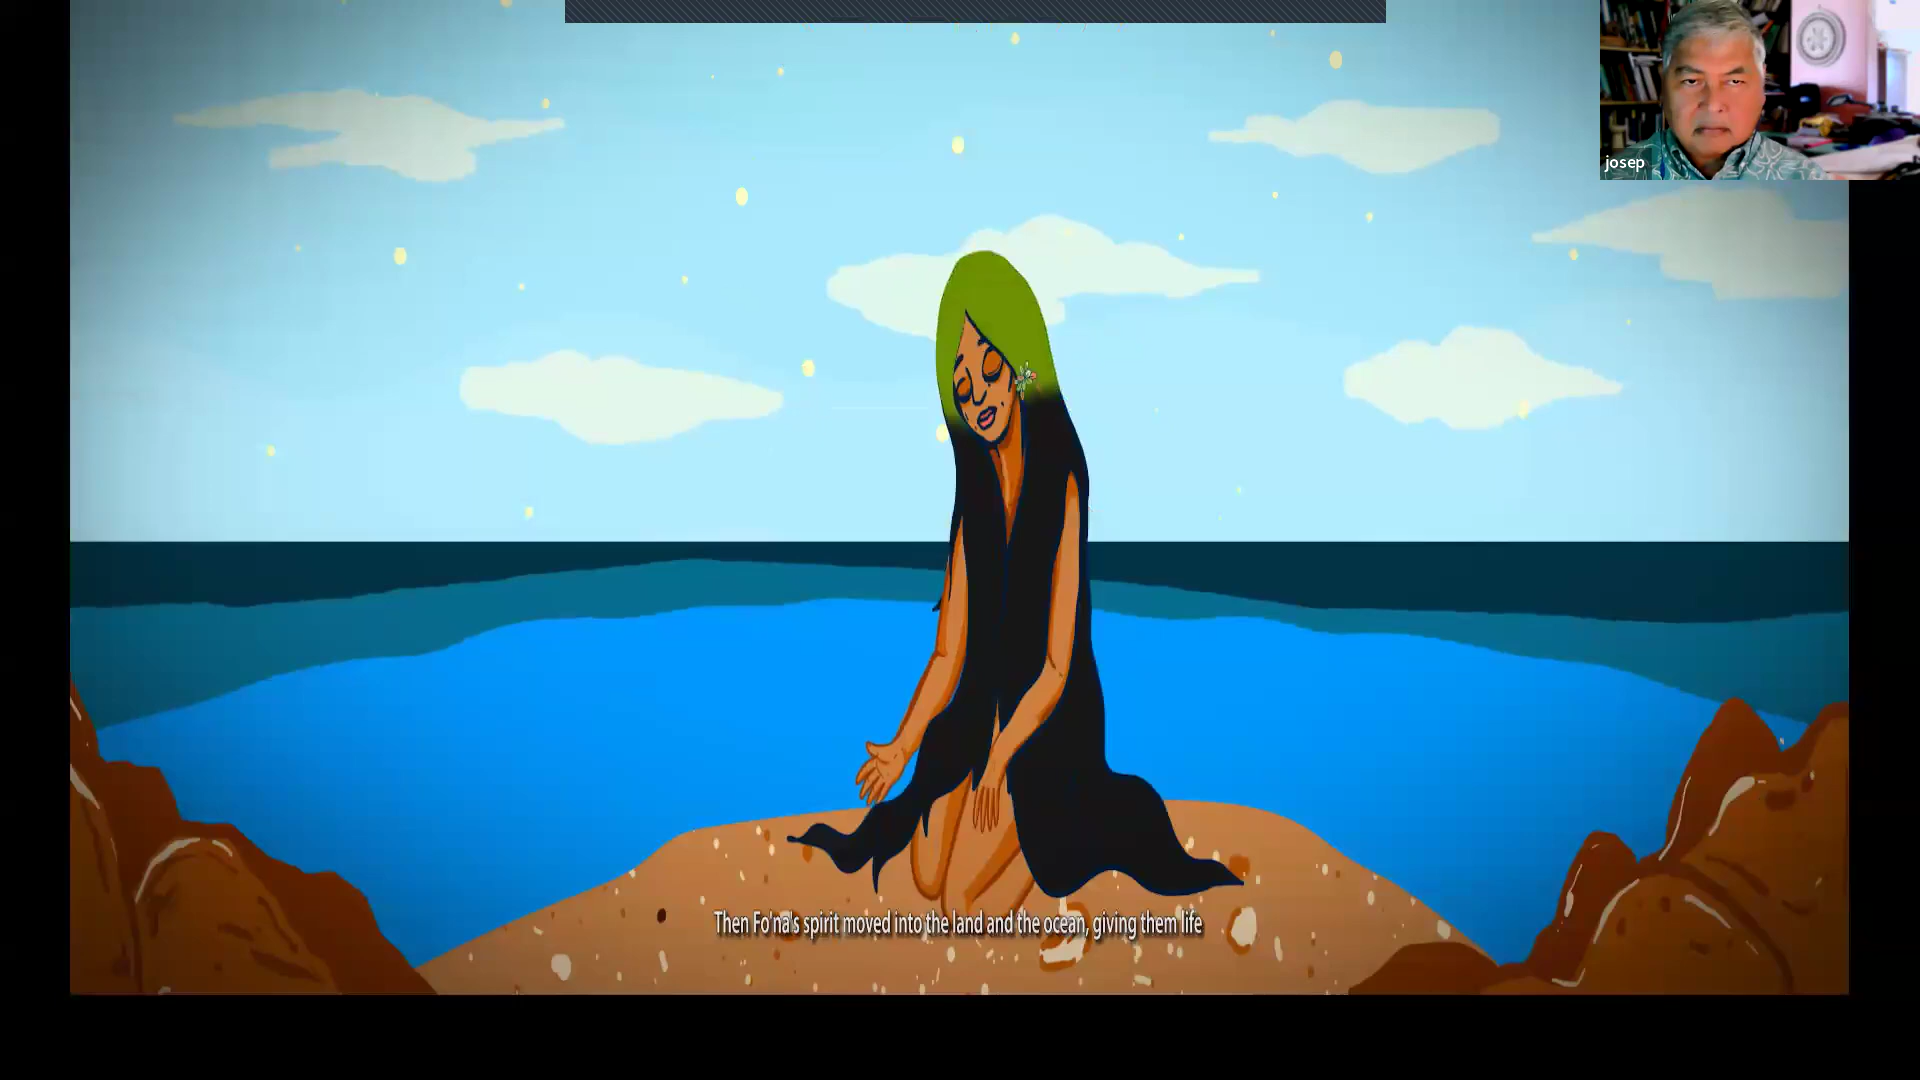 josep
Then Fo'na's spirit moved into the land and the ocean, giving them life